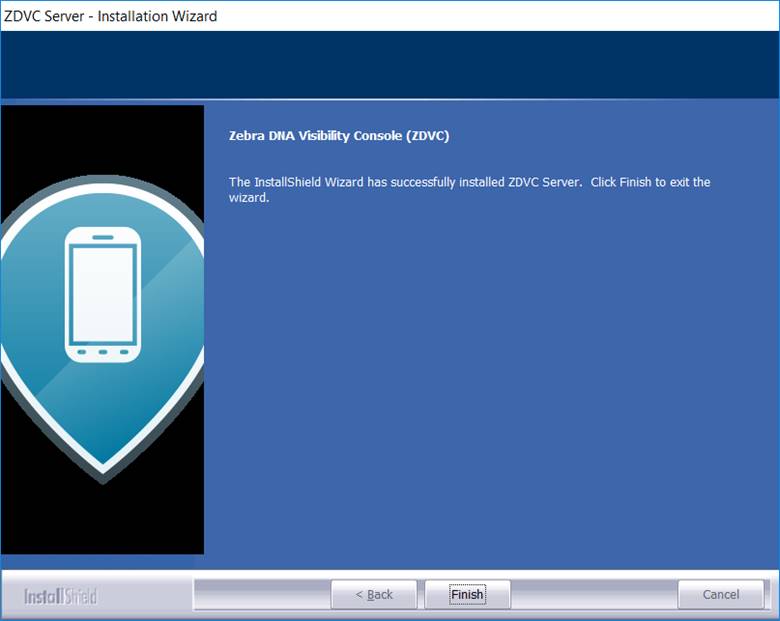 ZDVC Server - Installation Wizard
Zebra DNA Visibility Console (ZDVC)
The InstallShield Wizard has successfully installed ZDVC Server.  Click Finish to exit the
wizard.
InstallShield
< Back
Finish
Cancel